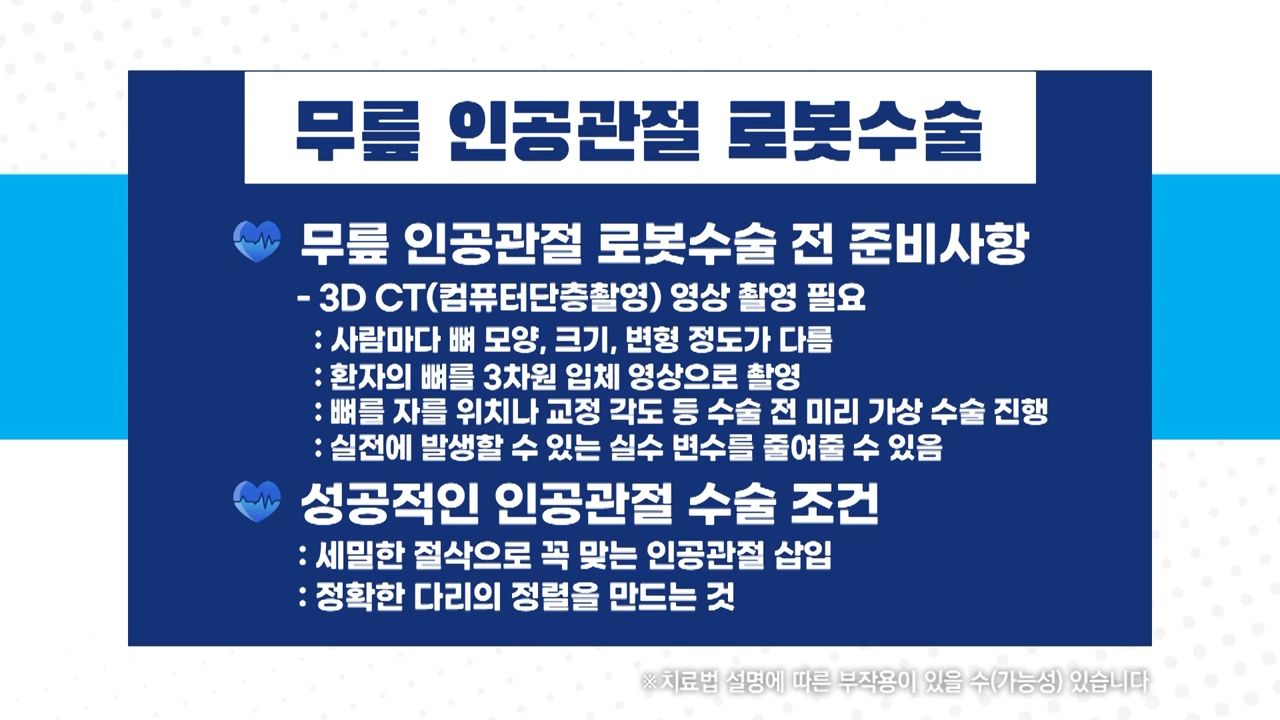 무릎 인공관절 로봇수술
무릎 인공관절 로봇수술 전 준비사항
- 3D CT(컴퓨터단층촬영) 영상 촬영 필요
: 사람마다 뼈 모양, 크기, 변형 정도가 다름
: 환자의 뼈를 3차원 입체 영상으로 촬영
: 뼈를 자를 위치나 교정 각도 등 수술 전 미리 가상 수술 진행
: 실전에 발생할 수 있는 실수 변수를 줄여줄 수 있음
성공적인 인공관절 수술 조건
: 세밀한 절삭으로 꼭 맞는 인공관절 삽입
: 정확한 다리의 정렬을 만드는 것
※치료법 설명에 따른 부작용이 있을 수(가능성) 있습니다